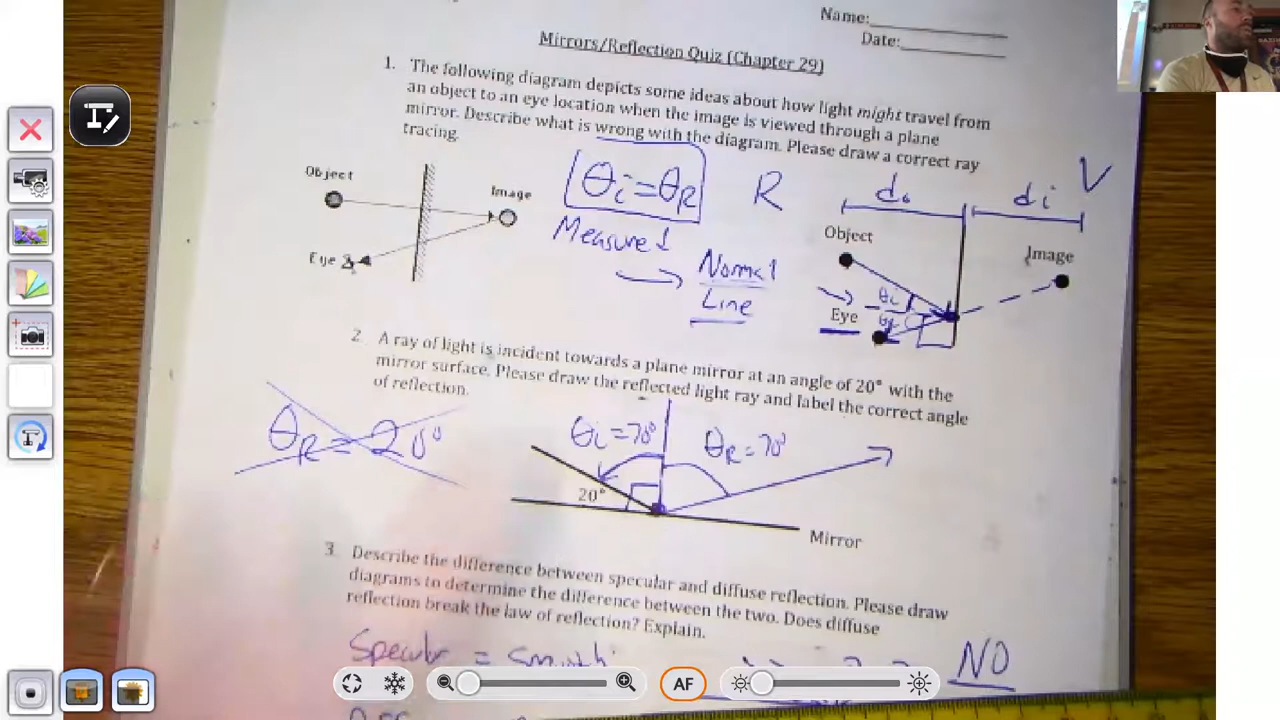 Name:
Date:
Mirrors/Reflection Quiz (Chapter 29)
1. The following diagram depicts some ideas about how light might travel from
an object to an eye location when the image is viewed through a plane
mirror. Describe what is wrong with the diagram. Please draw a correct ray
tracing.
Object
Image
Eye
θi=θR
R
Measured
Normal
Line
do
di
V
Object
Image
θi
θR
Eye
2. A ray of light is incident towards a plane mirror at an angle of 20° with the
mirror surface. Please draw the reflected light ray and label the correct angle
of reflection.
θR=20°
θi=70°
θR=70°
20°
Mirror
3. Describe the difference between specular and diffuse reflection. Please draw
diagrams to determine the difference between the two. Does diffuse
reflection break the law of reflection? Explain.
NO
Specular = smooth
AF